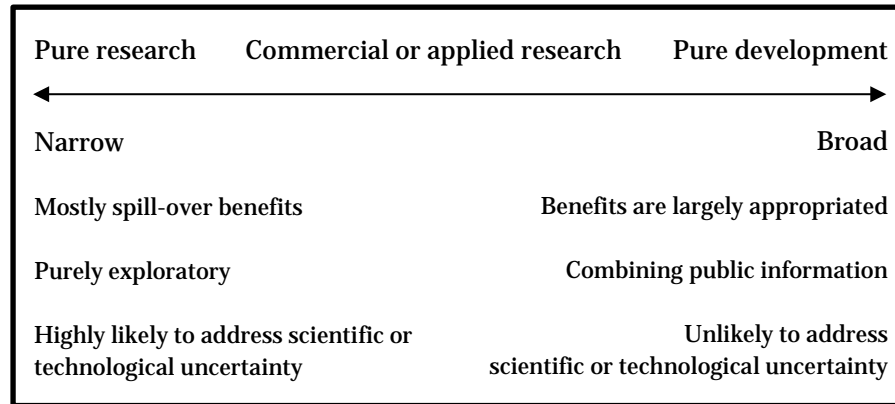 Pure research Commercial or applied research Pure development
Narrow Broad
Mostly spill-over benefits Benefits are largely appropriated
Purely exploratory Combining public information
Highly likely to address scientific or Unlikely to address
technological uncertainty scientific or technological uncertainty